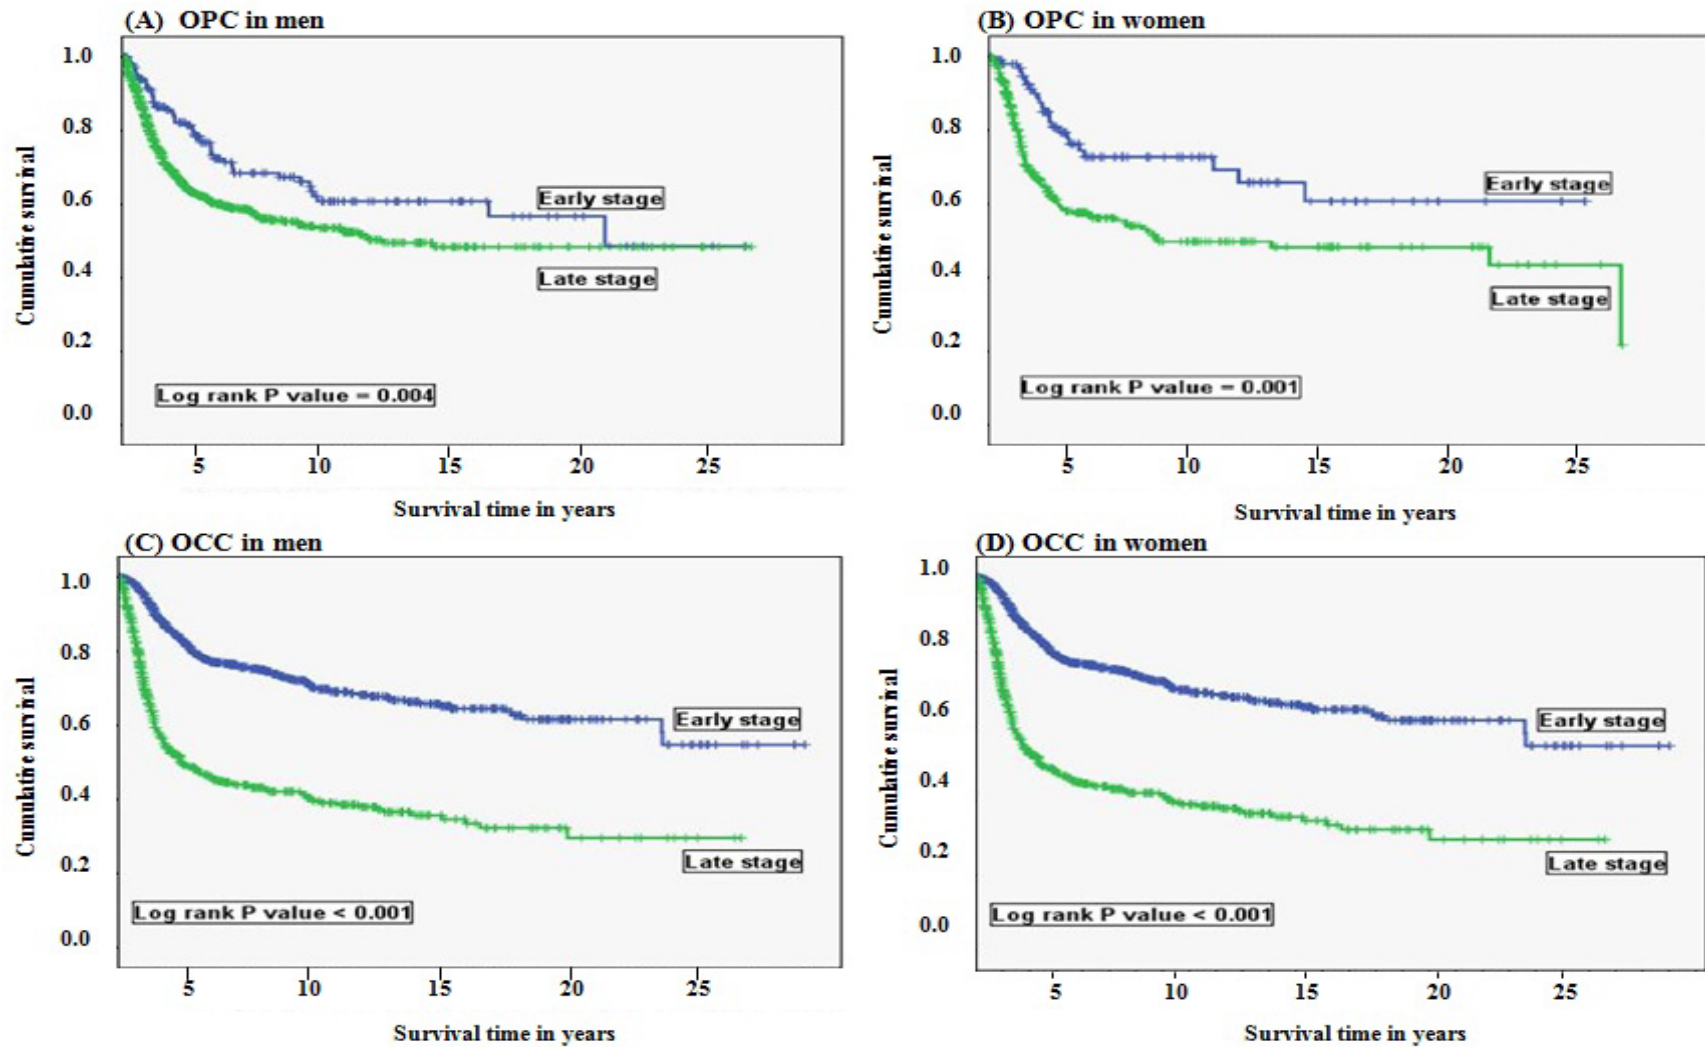 (A) OPC in men
1.0
0.8
0.6
0.4
0.2
0.0
Cumulative survival
Early stage
Late stage
Log rank P value = 0.004
5 10 15 20 25
Survival time in years
(B) OPC in women
1.0
0.8
0.6
0.4
0.2
0.0
Cumulative survival
Early stage
Late stage
Log rank P value = 0.001
5 10 15 20 25
Survival time in years
(C) OCC in men
1.0
0.8
0.6
0.4
0.2
0.0
Cumulative survival
Early stage
Late stage
Log rank P value < 0.001
5 10 15 20 25
Survival time in years
(D) OCC in women
1.0
0.8
0.6
0.4
0.2
0.0
Cumulative survival
Early stage
Late stage
Log rank P value < 0.001
5 10 15 20 25
Survival time in years